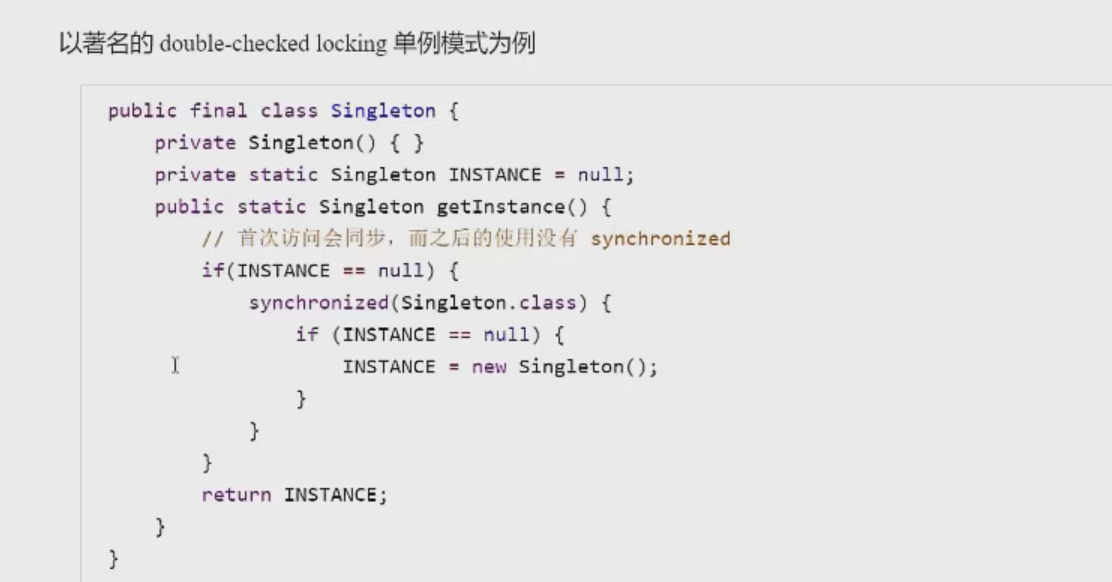 以著名的 double-checked locking 单例模式为例
public final class Singleton {
    private Singleton() { }
    private static Singleton INSTANCE = null;
    public static Singleton getInstance() {
        // 首次访问会同步，而之后的使用没有 synchronized
        if(INSTANCE == null) {
            synchronized(Singleton.class) {
                if (INSTANCE == null) {
                    INSTANCE = new Singleton();
                }
            }
        }
        return INSTANCE;
    }
}